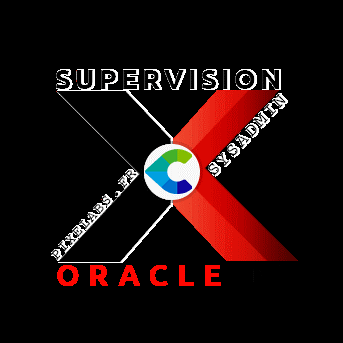 SUPERVISION
SYSADMIN
PIXELABS.FR
ORACLE